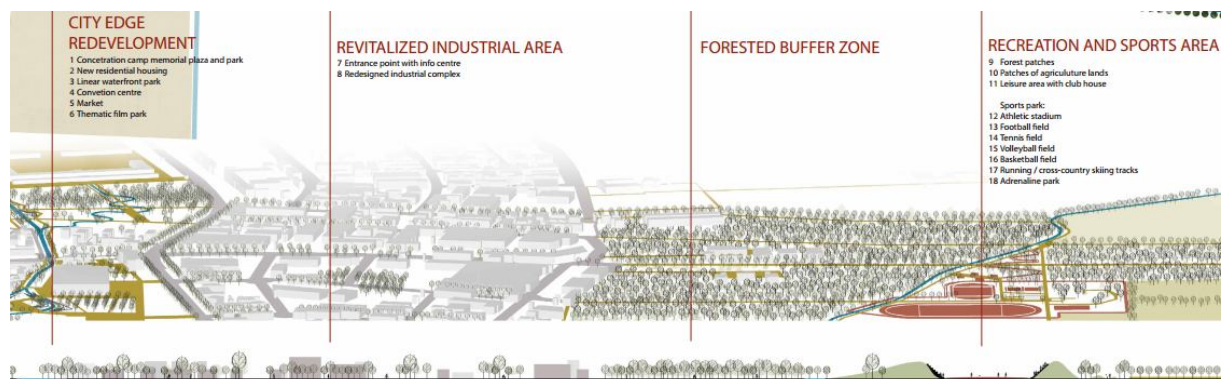 CITY EDGE
REDEVELOPMENT
1 Concetration camp memorial plaza and park
2 New residential housing
3 Linear waterfront park
4 Convetion centre
5 Market
6 Thematic film park
REVITALIZED INDUSTRIAL AREA
7 Entrance point with info centre
8 Redesigned industrial complex
FORESTED BUFFER ZONE
RECREATION AND SPORTS AREA
9 Forest patches
10 Patches of agriculuture lands
11 Leisure area with club house
Sports park:
12 Athletic stadium
13 Football field
14 Tennis field
15 Volleyball field
16 Basketball field
17 Running / cross-country skiing tracks
18 Adrenaline park